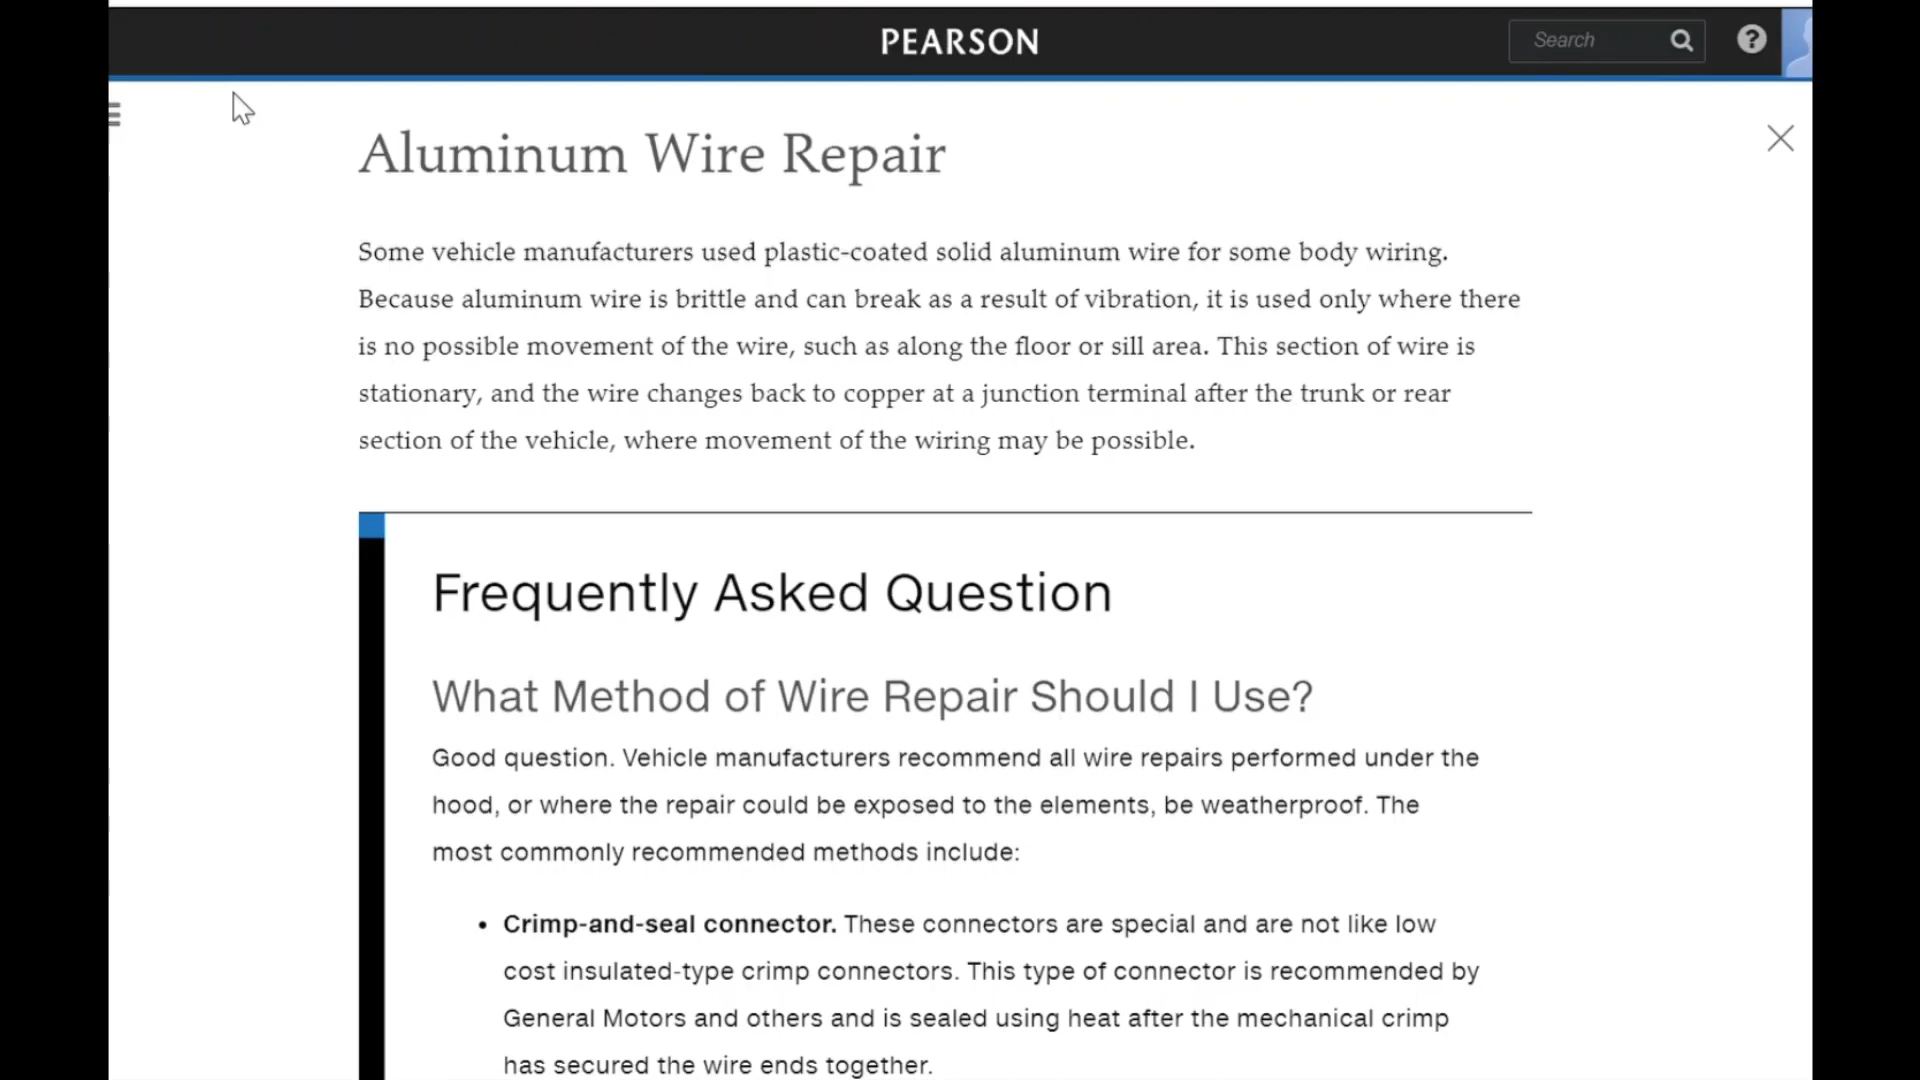 PEARSON
Search
Aluminum Wire Repair
Some vehicle manufacturers used plastic-coated solid aluminum wire for some body wiring.
Because aluminum wire is brittle and can break as a result of vibration, it is used only where there
is no possible movement of the wire, such as along the floor or sill area. This section of wire is
stationary, and the wire changes back to copper at a junction terminal after the trunk or rear
section of the vehicle, where movement of the wiring may be possible.
Frequently Asked Question
What Method of Wire Repair Should I Use?
Good question. Vehicle manufacturers recommend all wire repairs performed under the
hood, or where the repair could be exposed to the elements, be weatherproof. The
most commonly recommended methods include:
• Crimp-and-seal connector. These connectors are special and are not like low
cost insulated-type crimp connectors. This type of connector is recommended by
General Motors and others and is sealed using heat after the mechanical crimp
has secured the wire ends together.